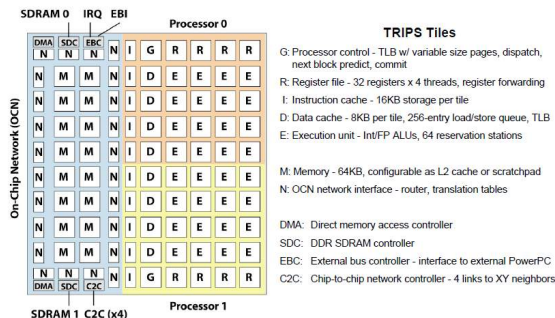 SDRAM 0 IRQ EBI
Processor 0
DMA SDC EBC
N N N N I G R R R R
N M M N I D E E E E
N M M N I D E E E E
N M M N I D E E E E
N M M N I D E E E E
N M M N I D E E E E
N M M N I D E E E E
N M M N I D E E E E
N M M N I D E E E E
N N N N I G R R R R
DMA SDC C2C
On-Chip Network (OCN)
SDRAM 1 C2C (x4)
Processor 1
TRIPS Tiles
G: Processor control - TLB w/ variable size pages, dispatch,
next block predict, commit
R: Register file - 32 registers x 4 threads, register forwarding
I: Instruction cache - 16KB storage per tile
D: Data cache - 8KB per tile, 256-entry load/store queue, TLB
E: Execution unit - Int/FP ALUs, 64 reservation stations
M: Memory - 64KB, configurable as L2 cache or scratchpad
N: OCN network interface - router, translation tables
DMA: Direct memory access controller
SDC: DDR SDRAM controller
EBC: External bus controller - interface to external PowerPC
C2C: Chip-to-chip network controller - 4 links to XY neighbors